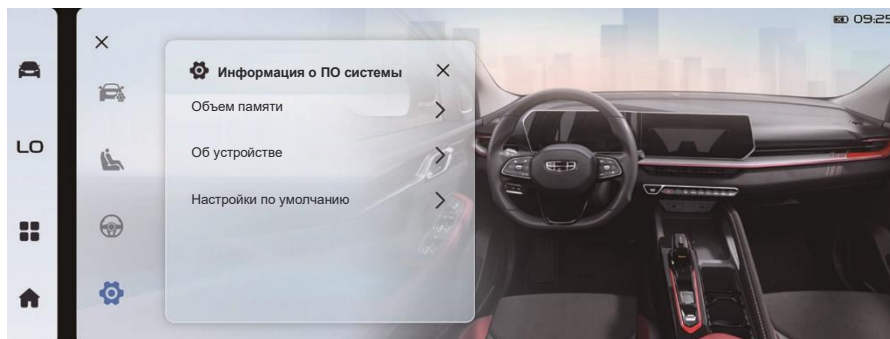 09:25
Информация о ПО системы
Объем памяти
Об устройстве
LO
Настройки по умолчанию